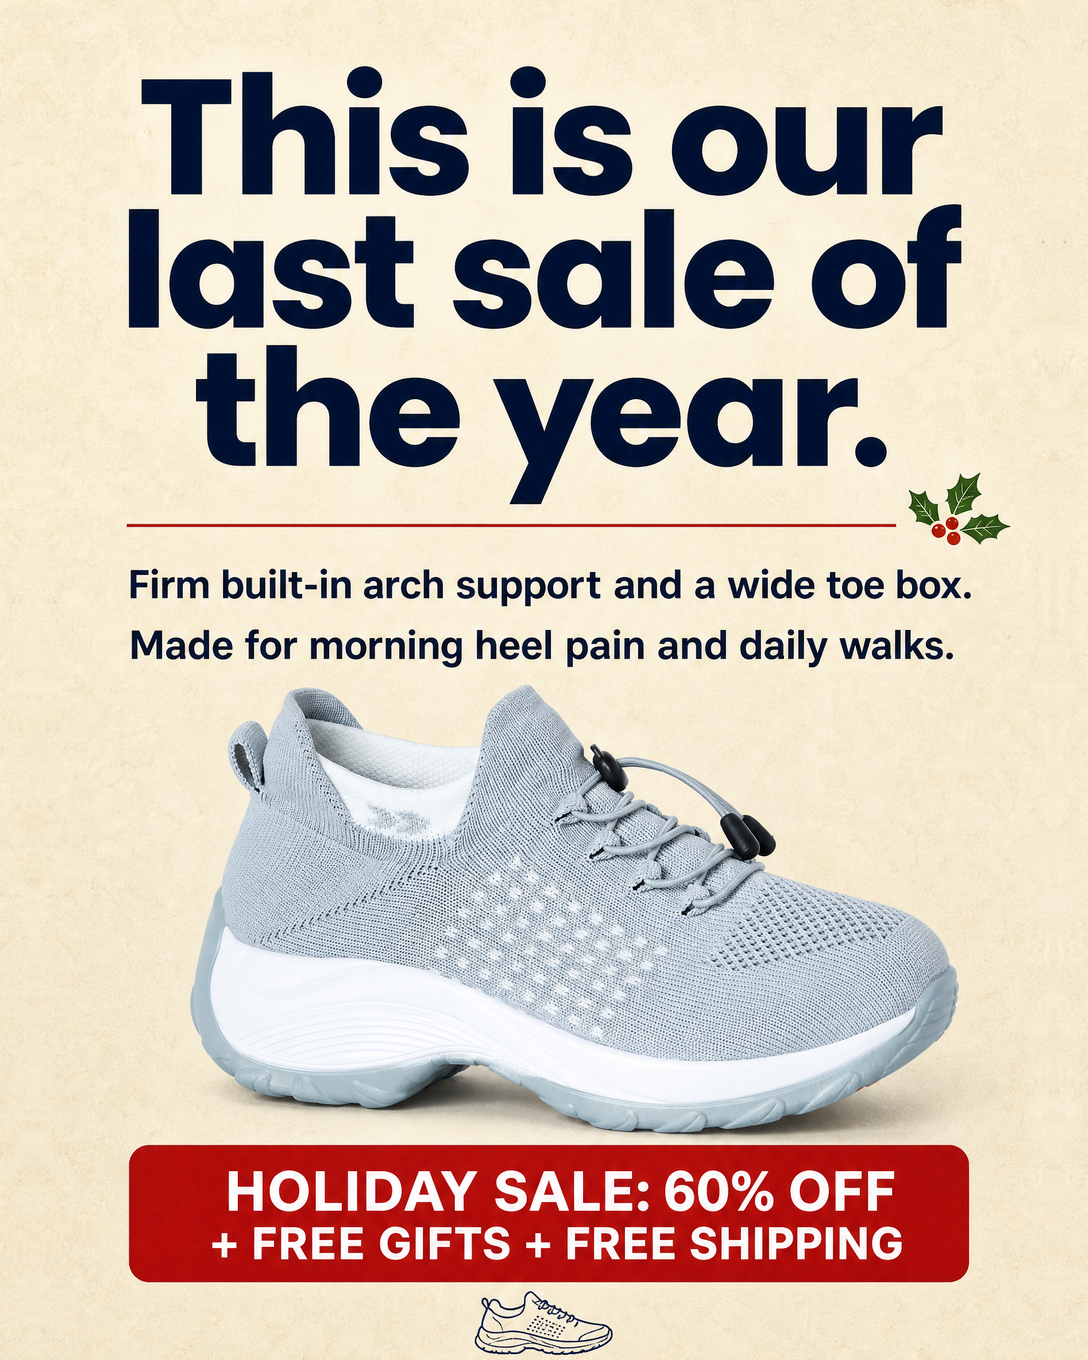 This is our
last sale of
the year.
Firm built-in arch support and a wide toe box.
Made for morning heel pain and daily walks.
HOLIDAY SALE: 60% OFF
+ FREE GIFTS + FREE SHIPPING